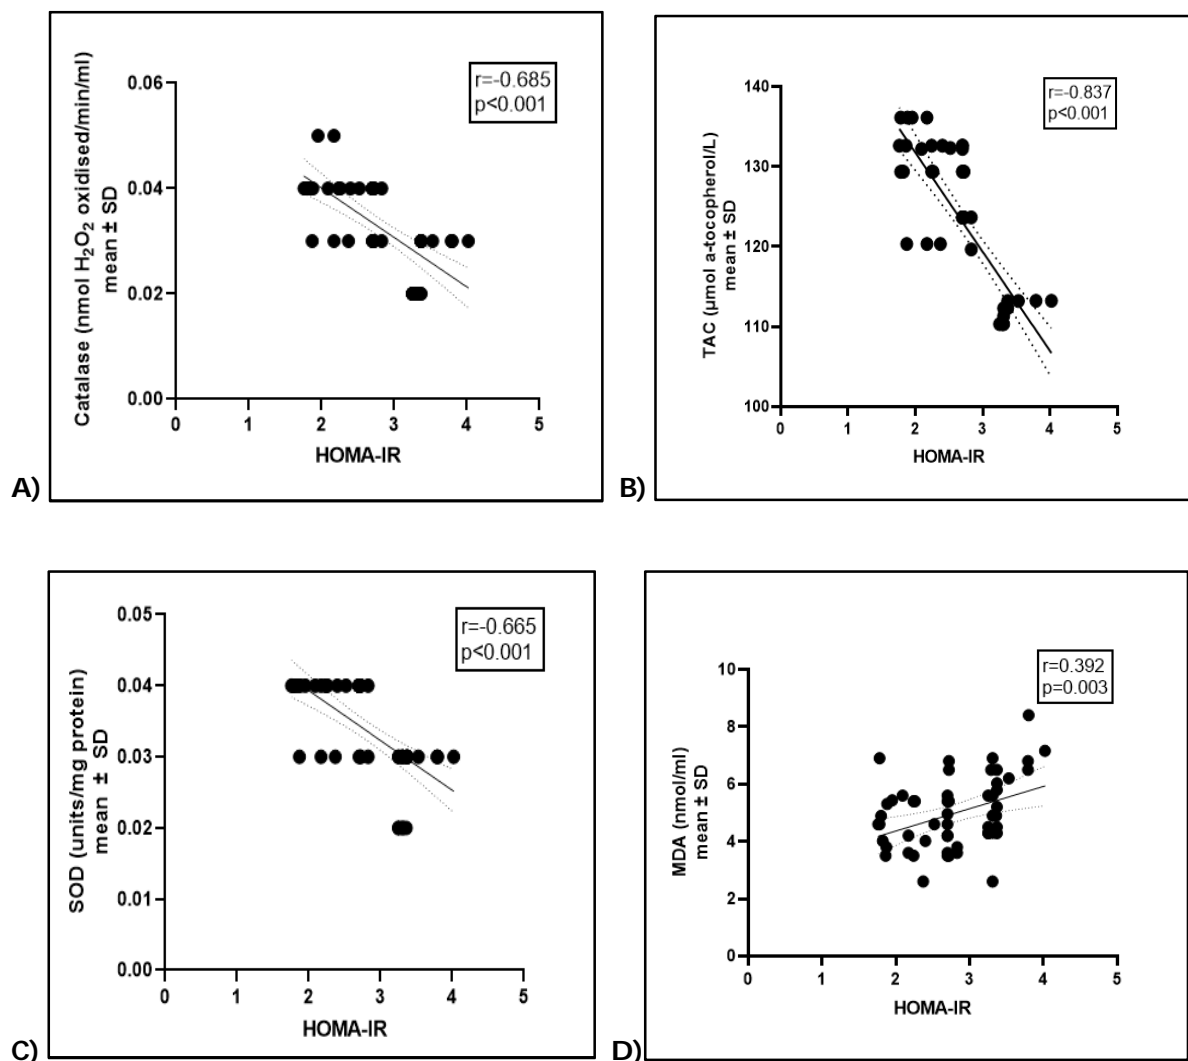 r=-0.685
p<0.001
Catalase (nmol H₂O₂ oxidised/min/ml)
mean ± SD
0.06
0.04
0.02
0.00
0 1 2 3 4 5
HOMA-IR
A)
r=-0.837
p<0.001
TAC (µmol a-tocopherol/L)
mean ± SD
140
130
120
110
100
0 1 2 3 4 5
HOMA-IR
B)
r=-0.665
p<0.001
SOD (units/mg protein)
mean ± SD
0.05
0.04
0.03
0.02
0.01
0.00
0 1 2 3 4 5
HOMA-IR
C)
r=0.392
p=0.003
MDA (nmol/ml)
mean ± SD
10
8
6
4
2
0
0 1 2 3 4 5
HOMA-IR
D)